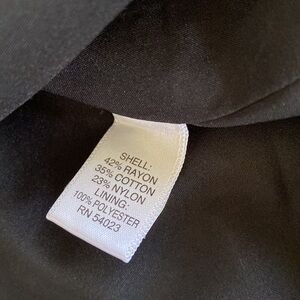 SHELL:
42% RAYON
35% COTTON
23% NYLON
LINING:
100% POLYESTER
RN 54023